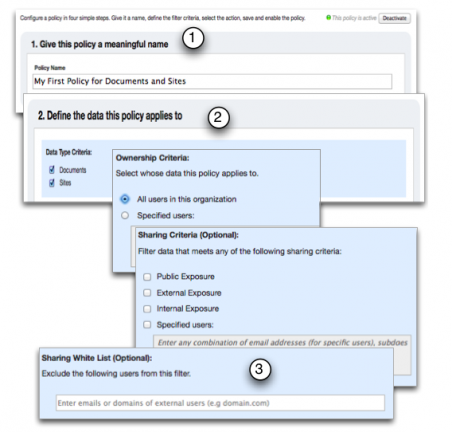 Configure a policy in four simple steps. Give it a name, define the filter criteria, select the action, save and enable the policy.
This policy is active
Deactivate
1. Give this policy a meaningful name
1
Policy Name
My First Policy for Documents and Sites
2. Define the data this policy applies to
2
Data Type Criteria:
Documents
Sites
Ownership Criteria:
Select whose data this policy applies to.
All users in this organization
Specified users:
Sharing Criteria (Optional):
Filter data that meets any of the following sharing criteria:
Public Exposure
External Exposure
Internal Exposure
Specified users:
Enter any combination of email addresses (for specific users), subdoes
Sharing White List (Optional):
3
Exclude the following users from this filter.
Enter emails or domains of external users (e.g domain.com)